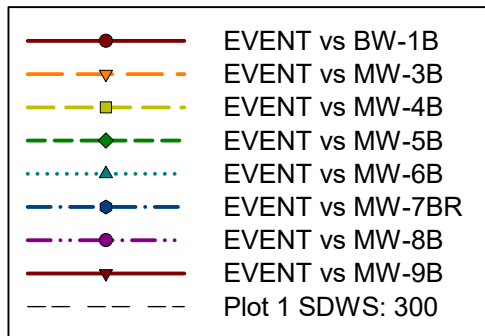 EVENT vs BW-1B
EVENT vs MW-3B
EVENT vs MW-4B
EVENT vs MW-5B
EVENT vs MW-6B
EVENT vs MW-7BR
EVENT vs MW-8B
EVENT vs MW-9B
Plot 1 SDWS: 300